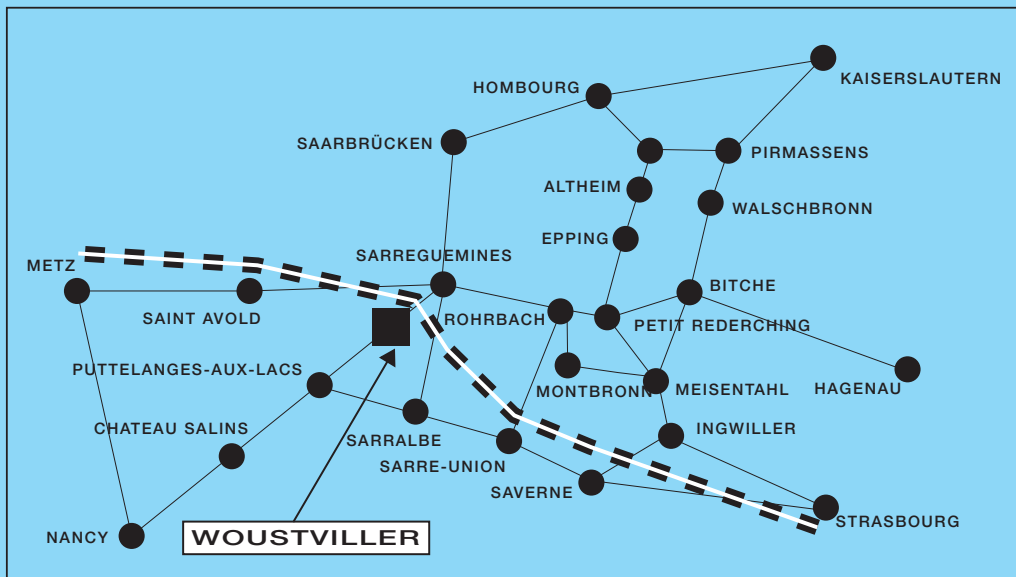 KAISERSLAUTERN
HOMBOURG
SAARBRÜCKEN
PIRMASSENS
ALTHEIM
WALSCHBRONN
EPPING
SARREGUEMINES
METZ
BITCHE
SAINT AVOLD
ROHRBACH
PETIT REDERCHING
PUTTELANGES-AUX-LACS
MONTBRONN
MEISENTAHL
HAGENAU
CHATEAU SALINS
SARRALBE
INGWILLER
SARRE-UNION
SAVERNE
STRASBOURG
NANCY
WOUSTVILLER